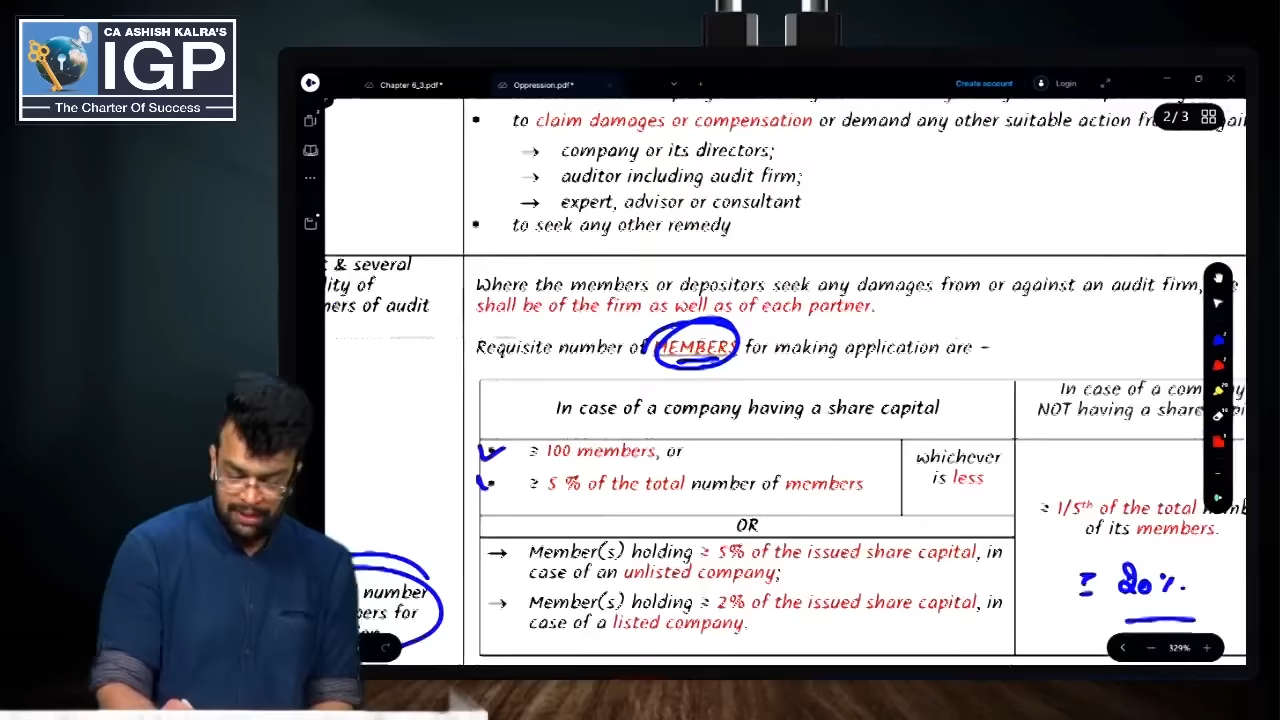 CA ASHISH KALRA'S
IGP
The Charter Of Success
Chapter 6_3.pdf*
Oppression.pdf*
Create account
Login
2/3
• to claim damages or compensation or demand any other suitable action
→ company or its directors;
→ auditor including audit firm;
→ expert, advisor or consultant
• to seek any other remedy
& several
ners of audit
Where the members or depositors seek any damages from or against an audit firm,
shall be of the firm as well as of each partner.
Requisite number of MEMBERS for making application are –
In case of a company having a share capital
In case of a
NOT having a share
• ≥ 100 members, or
• ≥ 5 % of the total number of members
whichever
is less
OR
≥ 1/5th of the total
of its members.
= 20%.
→ Member(s) holding ≥ 5% of the issued share capital, in
case of an unlisted company;
→ Member(s) holding ≥ 2% of the issued share capital, in
case of a listed company.
number
for
329%